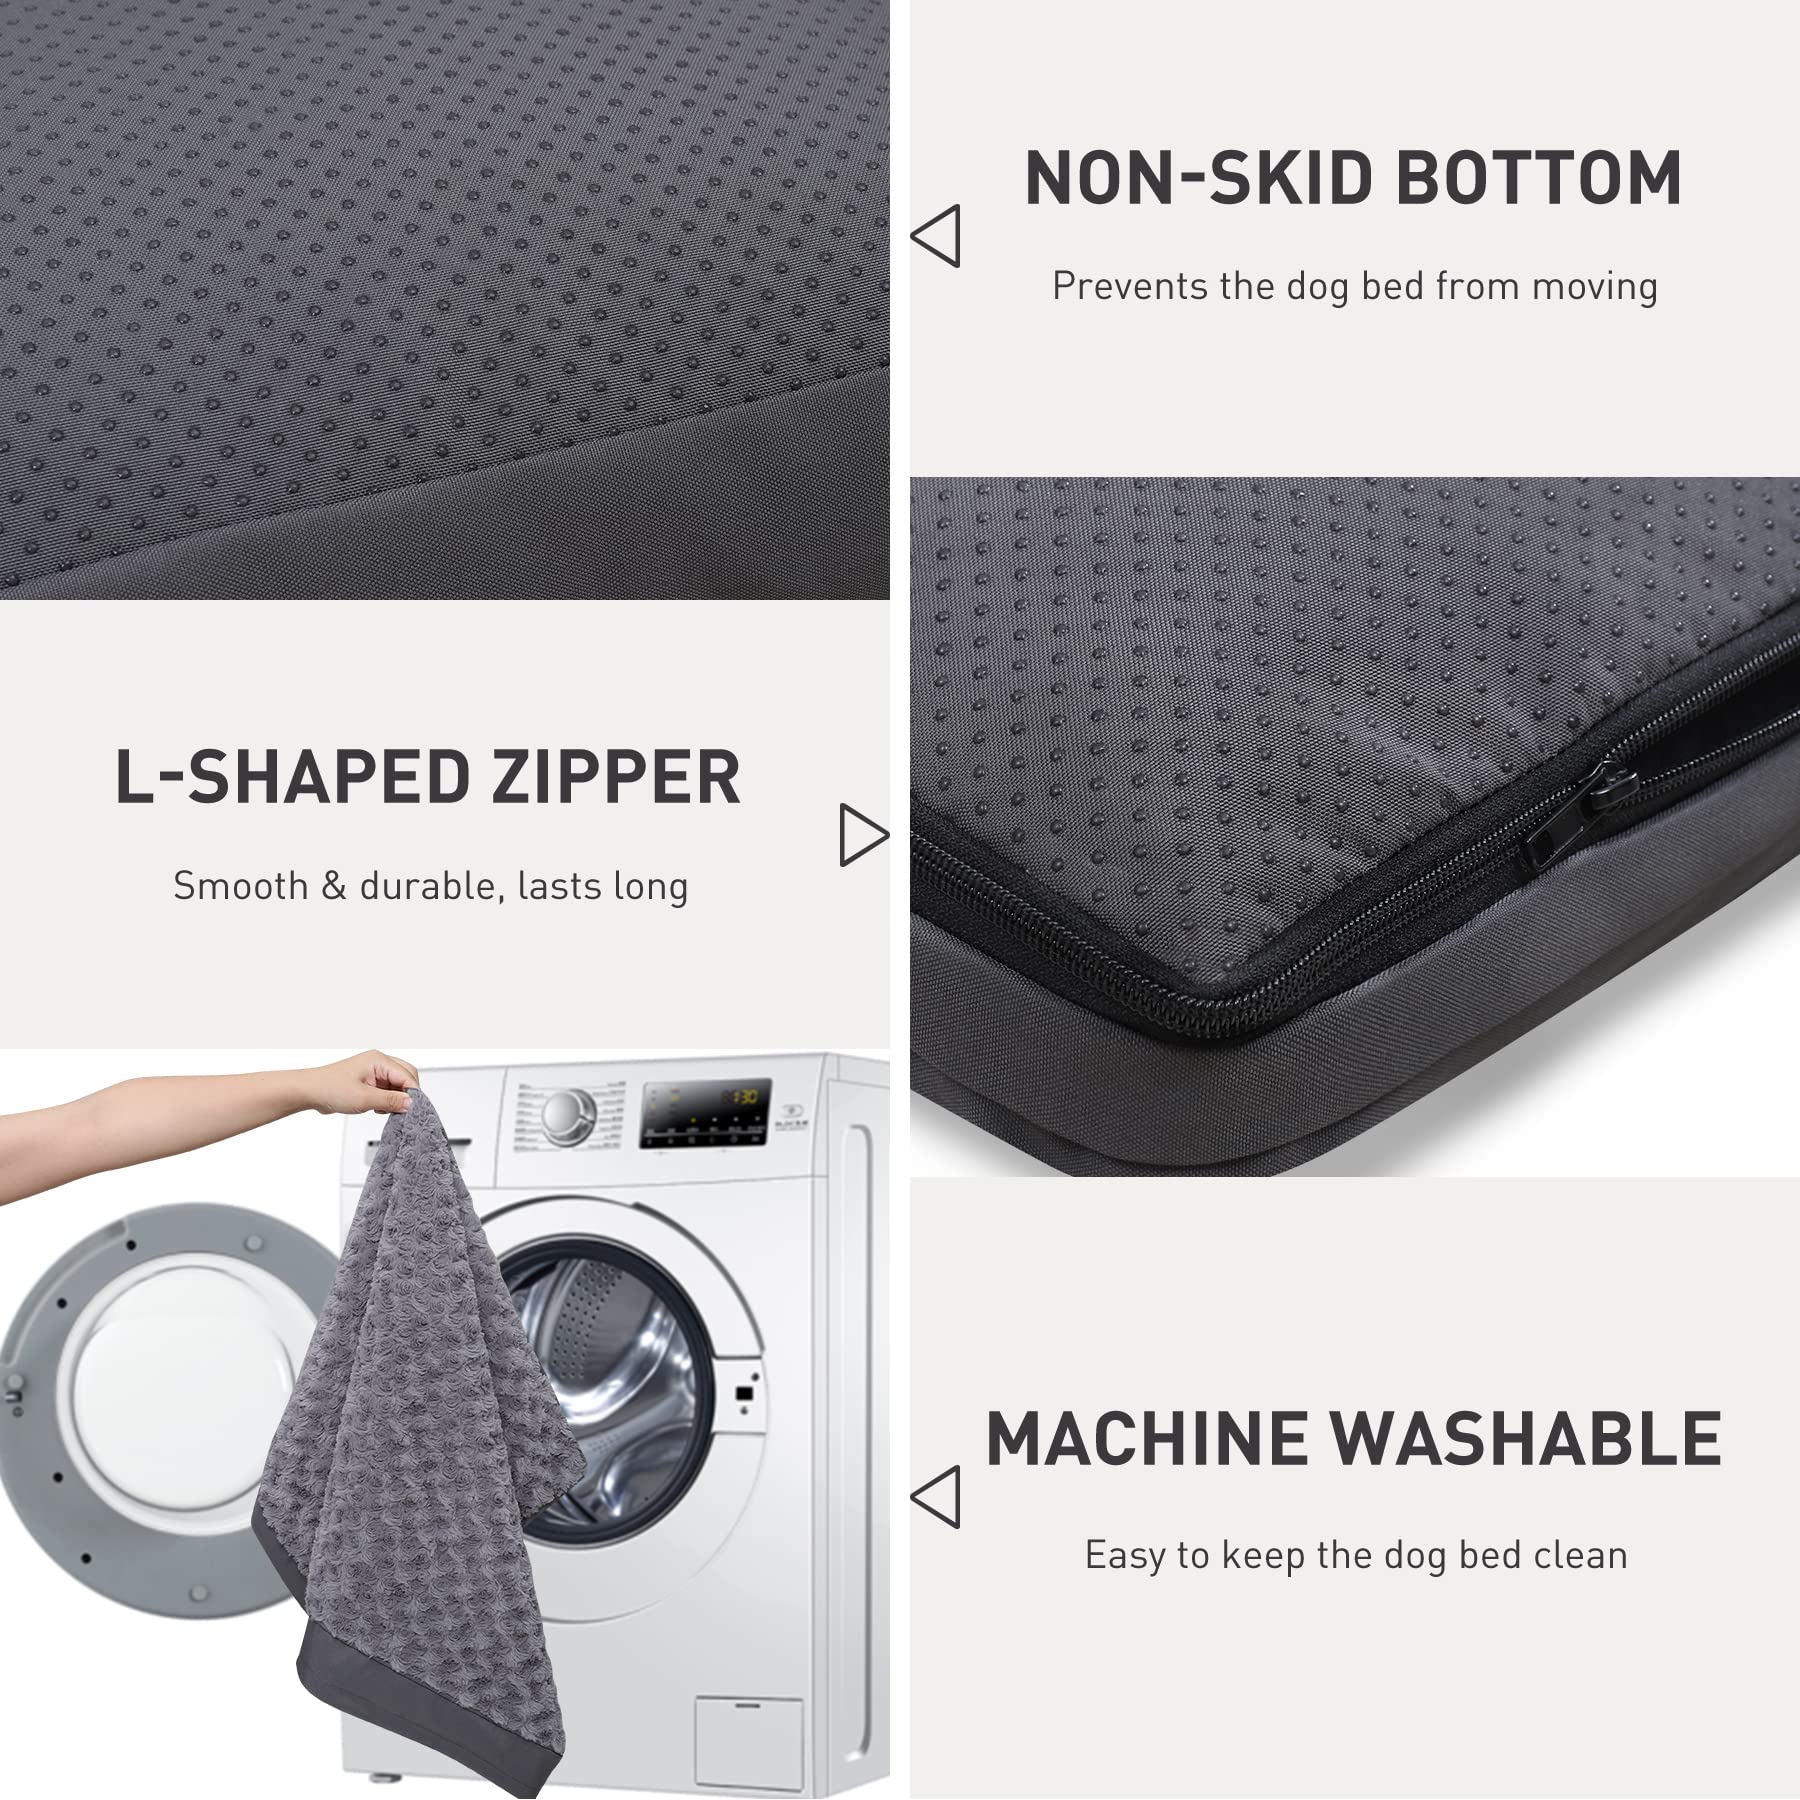 NON-SKID BOTTOM
Prevents the dog bed from moving
L-SHAPED ZIPPER
Smooth & durable, lasts long
MACHINE WASHABLE
Easy to keep the dog bed clean